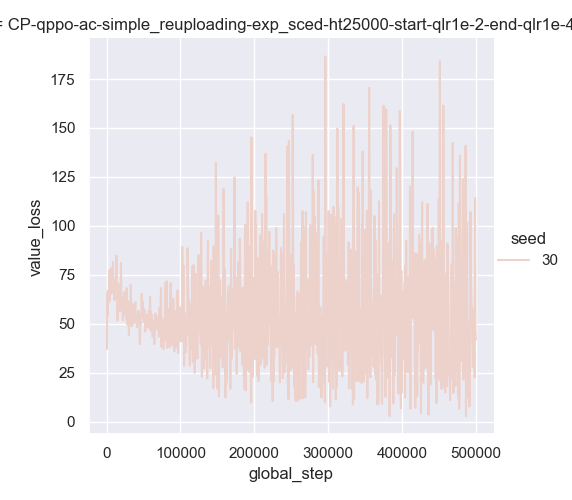 = CP-qppo-ac-simple_reuploading-exp_sced-ht25000-start-qlr1e-2-end-qlr1e-4
175
150
125
100
75
50
25
0
value_loss
0 100000 200000 300000 400000 500000
global_step
seed
30